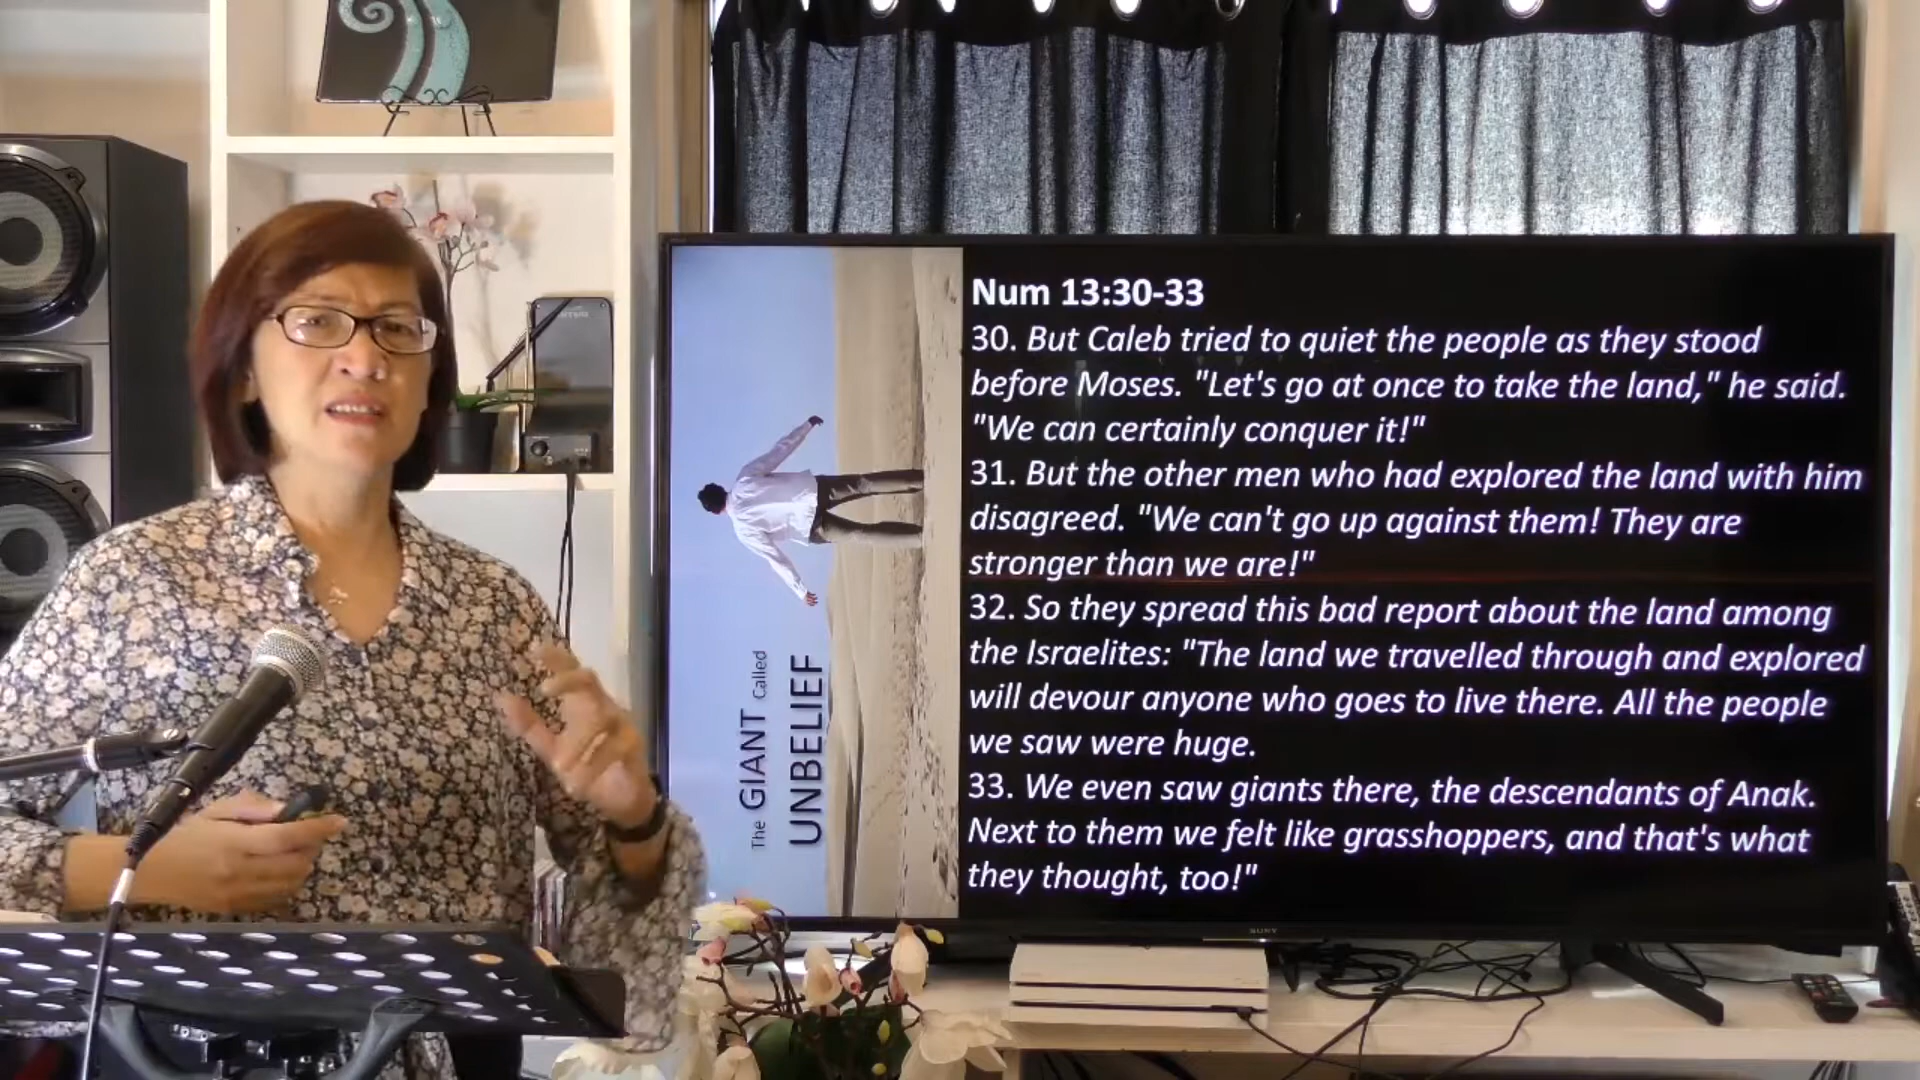 Num 13:30-33
30. But Caleb tried to quiet the people as they stood
before Moses. "Let's go at once to take the land," he said.
"We can certainly conquer it!"
31. But the other men who had explored the land with him
disagreed. "We can't go up against them! They are
stronger than we are!"
32. So they spread this bad report about the land among
the Israelites: "The land we travelled through and explored
will devour anyone who goes to live there. All the people
we saw were huge.
33. We even saw giants there, the descendants of Anak.
Next to them we felt like grasshoppers, and that's what
they thought, too!"
The GIANT Called
UNBELIEF
SONY